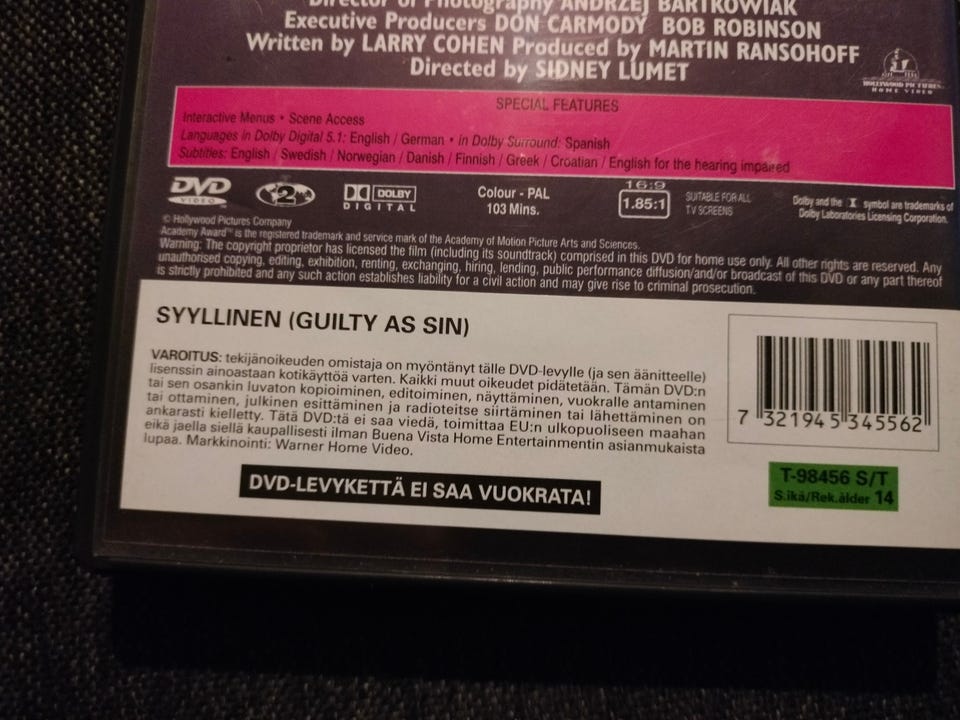 Director of Photography ANDRZEJ BARTKOWIAK
Executive Producers DON CARMODY BOB ROBINSON
Written by LARRY COHEN Produced by MARTIN RANSOHOFF
Directed by SIDNEY LUMET
HOLLYWOOD PICTURES
HOME VIDEO
SPECIAL FEATURES
Interactive Menus • Scene Access
Languages in Dolby Digital 5.1: English / German • in Dolby Surround: Spanish
Subtitles: English / Swedish / Norwegian / Danish / Finnish / Greek / Croatian / English for the hearing impaired
DVD
VIDEO
2
DOLBY
DIGITAL
Colour - PAL
103 Mins.
16:9
1.85:1
SUITABLE FOR ALL
TV SCREENS
Dolby and the symbol are trademarks of
Dolby Laboratories Licensing Corporation.
© Hollywood Pictures Company
Academy Award™ is the registered trademark and service mark of the Academy of Motion Picture Arts and Sciences.
Warning: The copyright proprietor has licensed the film (including its soundtrack) comprised in this DVD for home use only. All other rights are reserved. Any
unauthorised copying, editing, exhibition, renting, exchanging, hiring, lending, public performance diffusion/and/or broadcast of this DVD or any part thereof
is strictly prohibited and any such action establishes liability for a civil action and may give rise to criminal prosecution.
SYYLLINEN (GUILTY AS SIN)
VAROITUS: tekijänoikeuden omistaja on myöntänyt tälle DVD-levylle (ja sen äänitteelle)
lisenssin ainoastaan kotikäyttöä varten. Kaikki muut oikeudet pidätetään. Tämän DVD:n
tai sen osankin luvaton kopioiminen, editoiminen, näyttäminen, vuokralle antaminen
tai ottaminen, julkinen esittäminen ja radioteitse siirtäminen tai lähettäminen on
ankarasti kielletty. Tätä DVD:tä ei saa viedä, toimittaa EU:n ulkopuoliseen maahan
eikä jaella siellä kaupallisesti ilman Buena Vista Home Entertainmentin asianmukaista
lupaa. Markkinointi: Warner Home Video.
DVD-LEVYKETTÄ EI SAA VUOKRATA!
7 321945 345562
T-98456 S/T
S.ikä/Rek.ålder 14